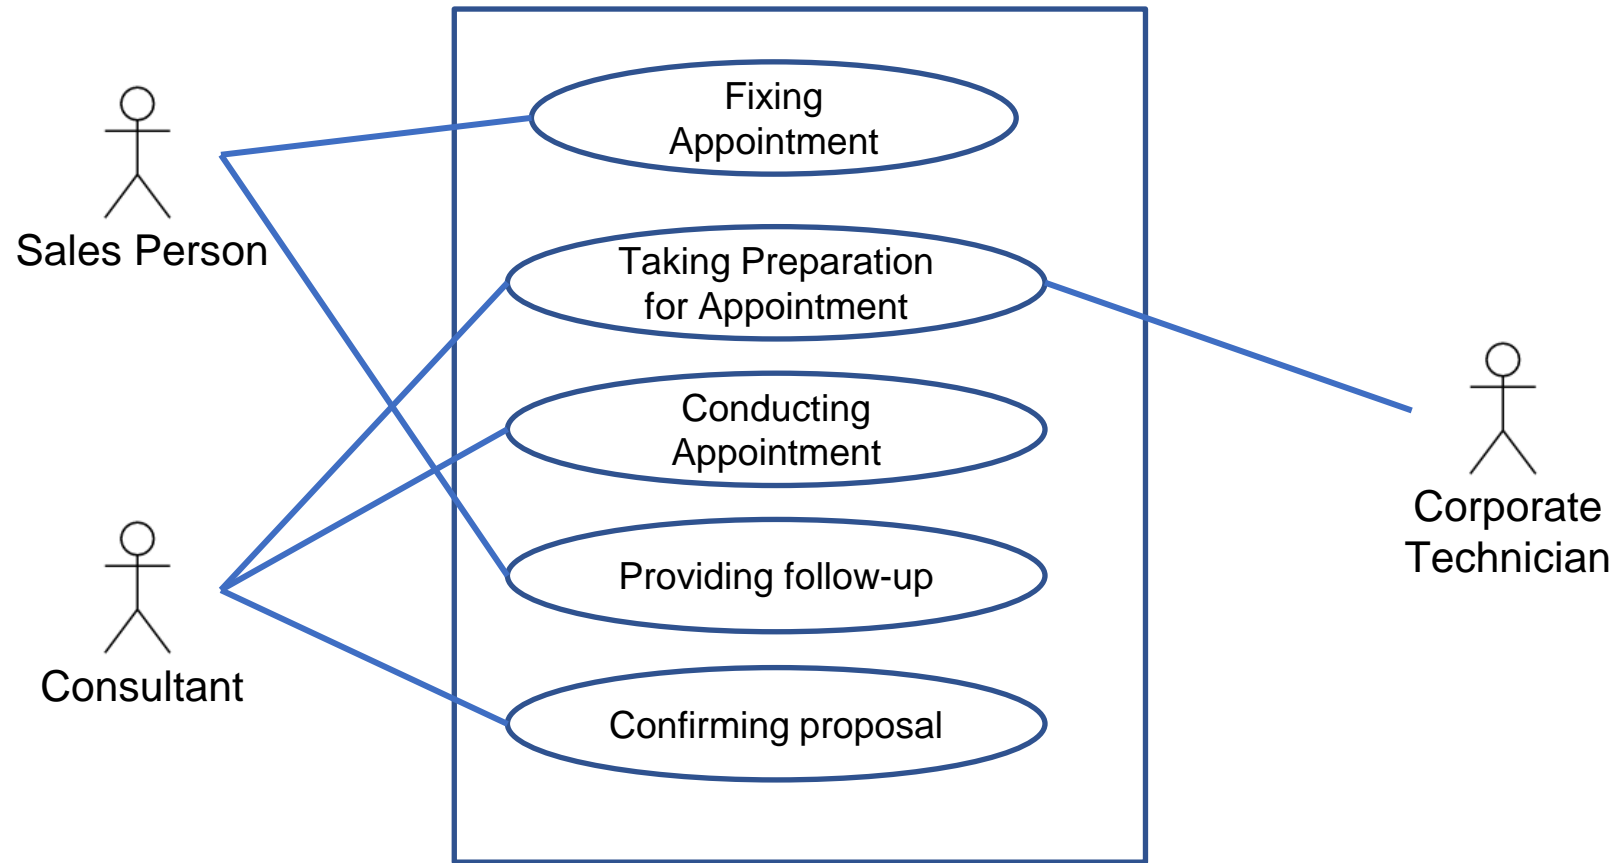 Fixing
Appointment
Sales Person
Taking Preparation
for Appointment
Conducting
Appointment
Corporate
Technician
Providing follow-up
Consultant
Confirming proposal